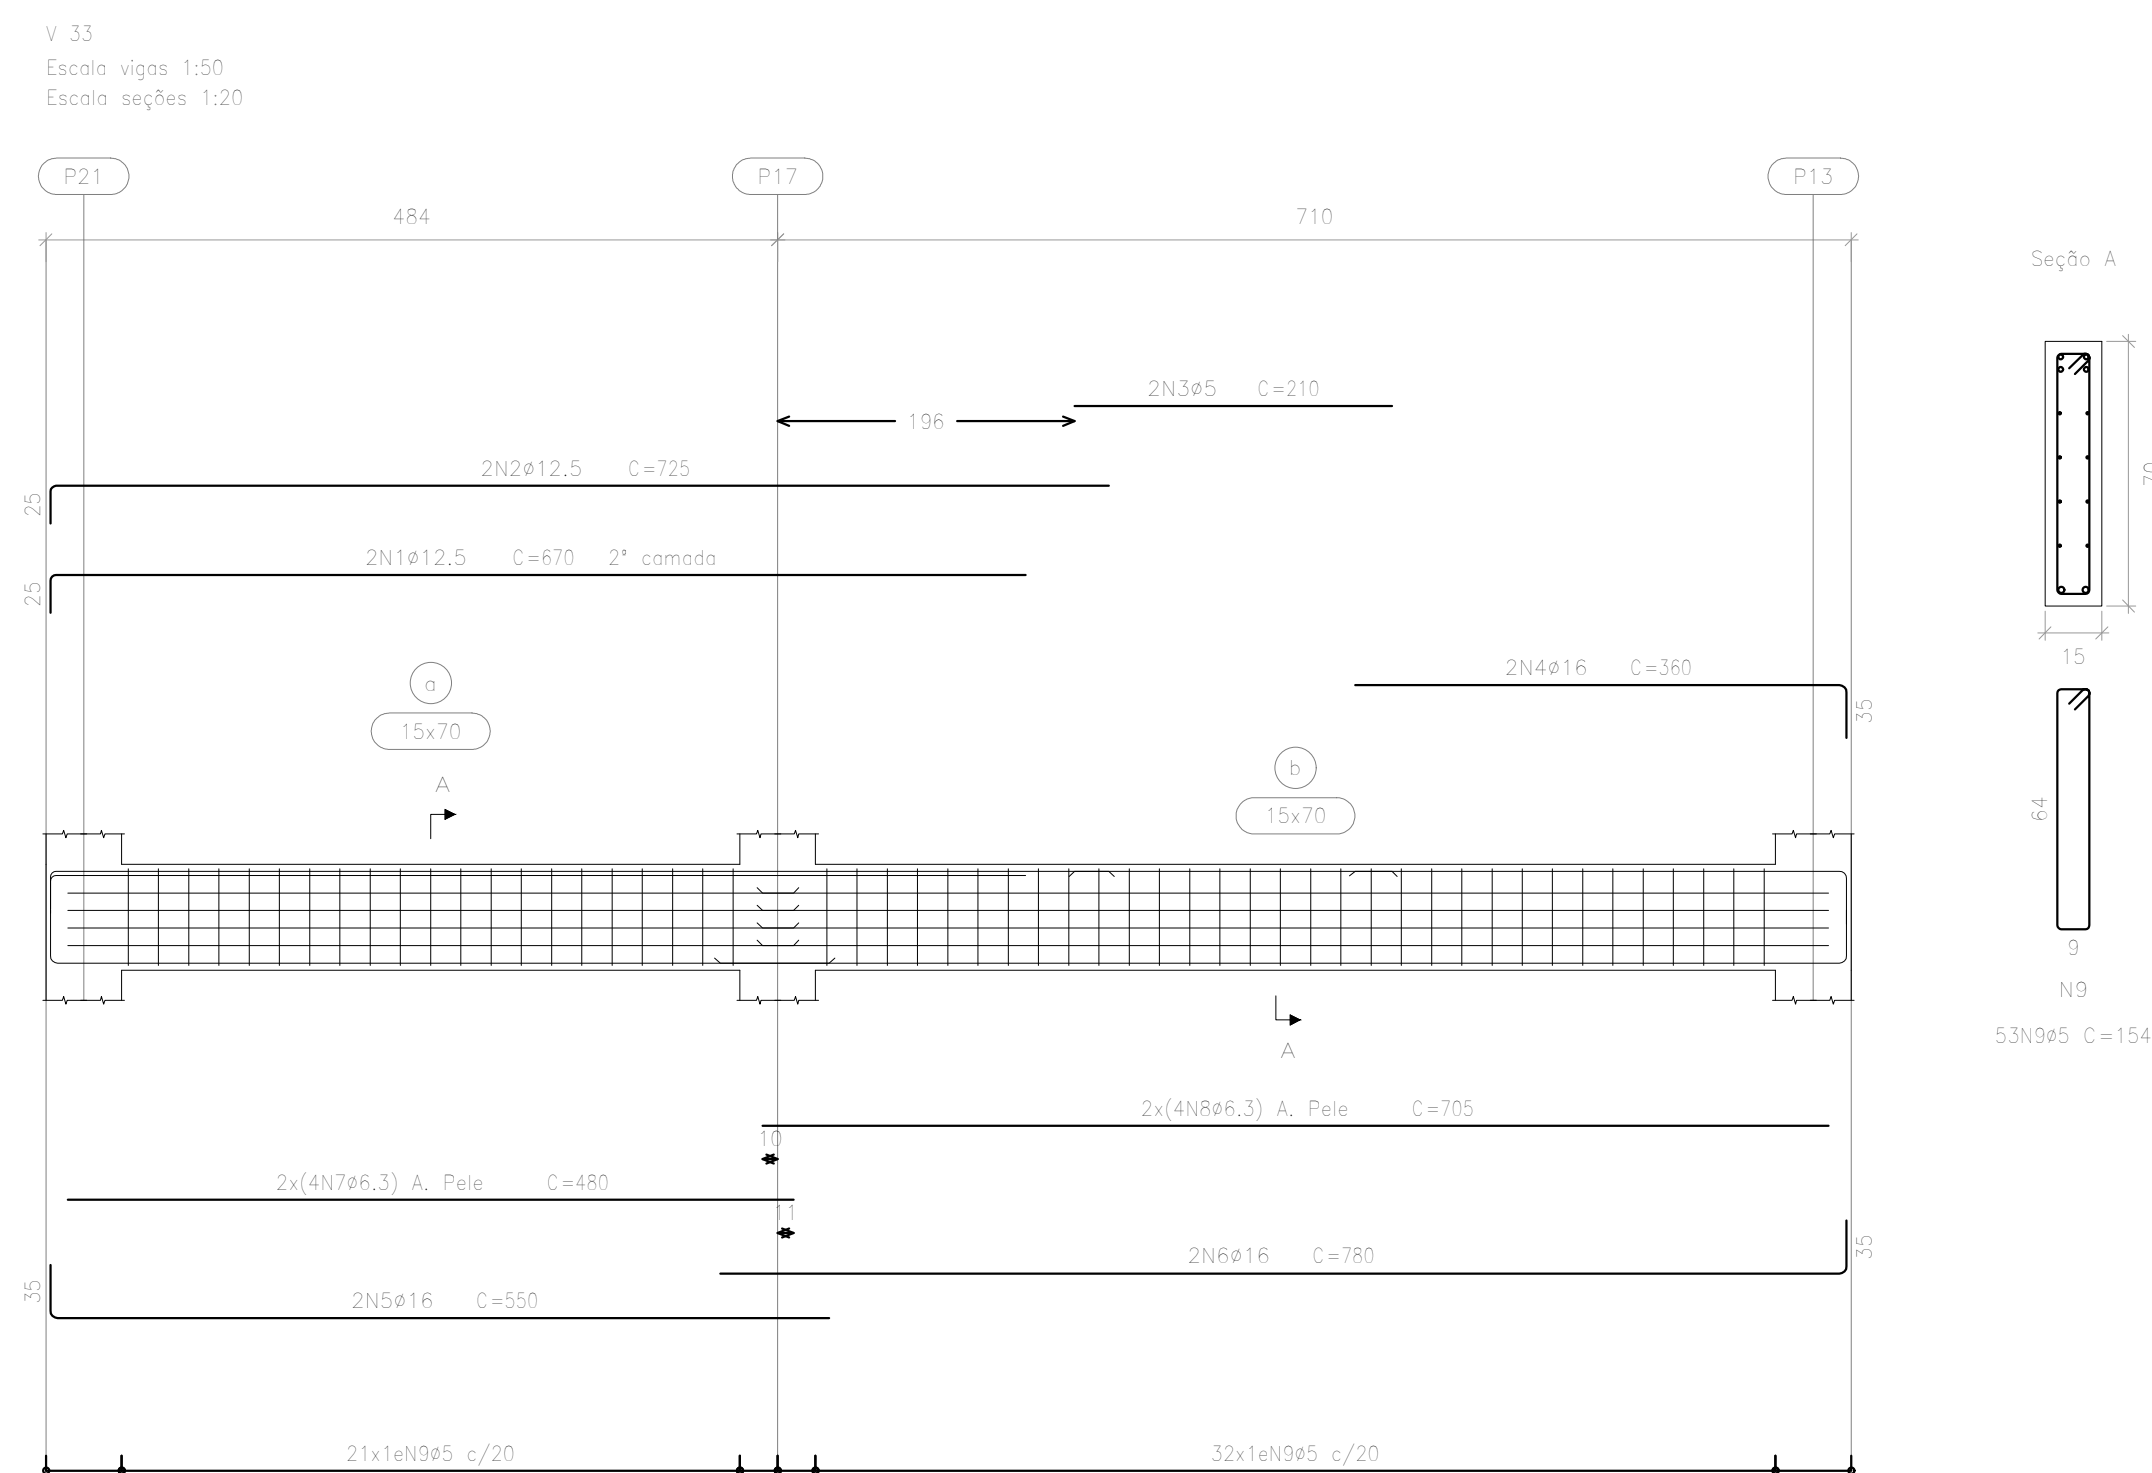 V 33
Escala vigas 1:50
Escala seções 1:20
P21
P17
P13
484
710
Seção A
2N3ø5 C=210
196
2N2ø12.5 C=725
25
2N1ø12.5 C=670 2ª camada
25
70
15
2N4ø16 C=360
35
a
15x70
A
b
15x70
64
9
N9
53N9ø5 C=154
A
2x(4N8ø6.3) A. Pele C=705
10
2x(4N7ø6.3) A. Pele C=480
11
2N6ø16 C=780
35
2N5ø16 C=550
35
21x1eN9ø5 c/20
32x1eN9ø5 c/20